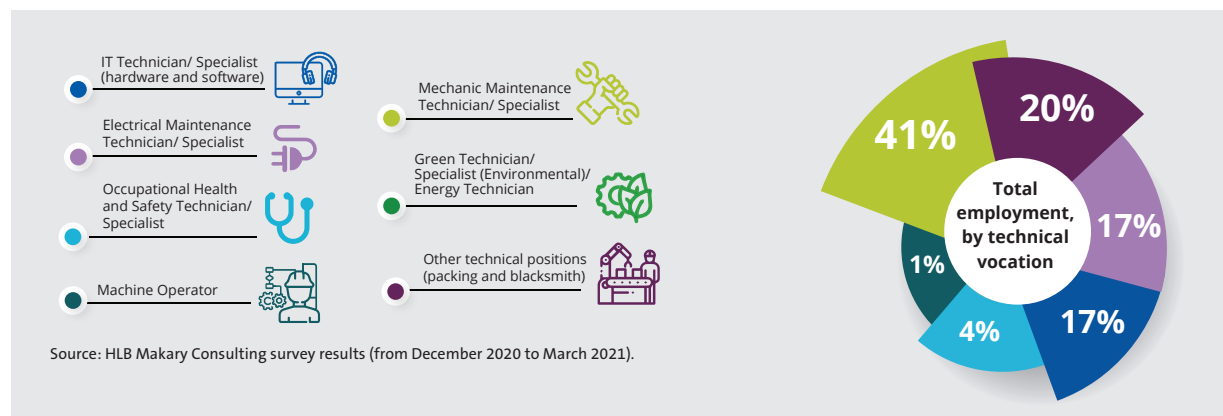 IT Technician/ Specialist
(hardware and software)
Electrical Maintenance
Technician/ Specialist
Occupational Health
and Safety Technician/
Specialist
Machine Operator
Mechanic Maintenance
Technician/ Specialist
Green Technician/
Specialist (Environmental)/
Energy Technician
Other technical positions
(packing and blacksmith)
Source: HLB Makary Consulting survey results (from December 2020 to March 2021).
41%
20%
17%
17%
4%
1%
Total
employment,
by technical
vocation